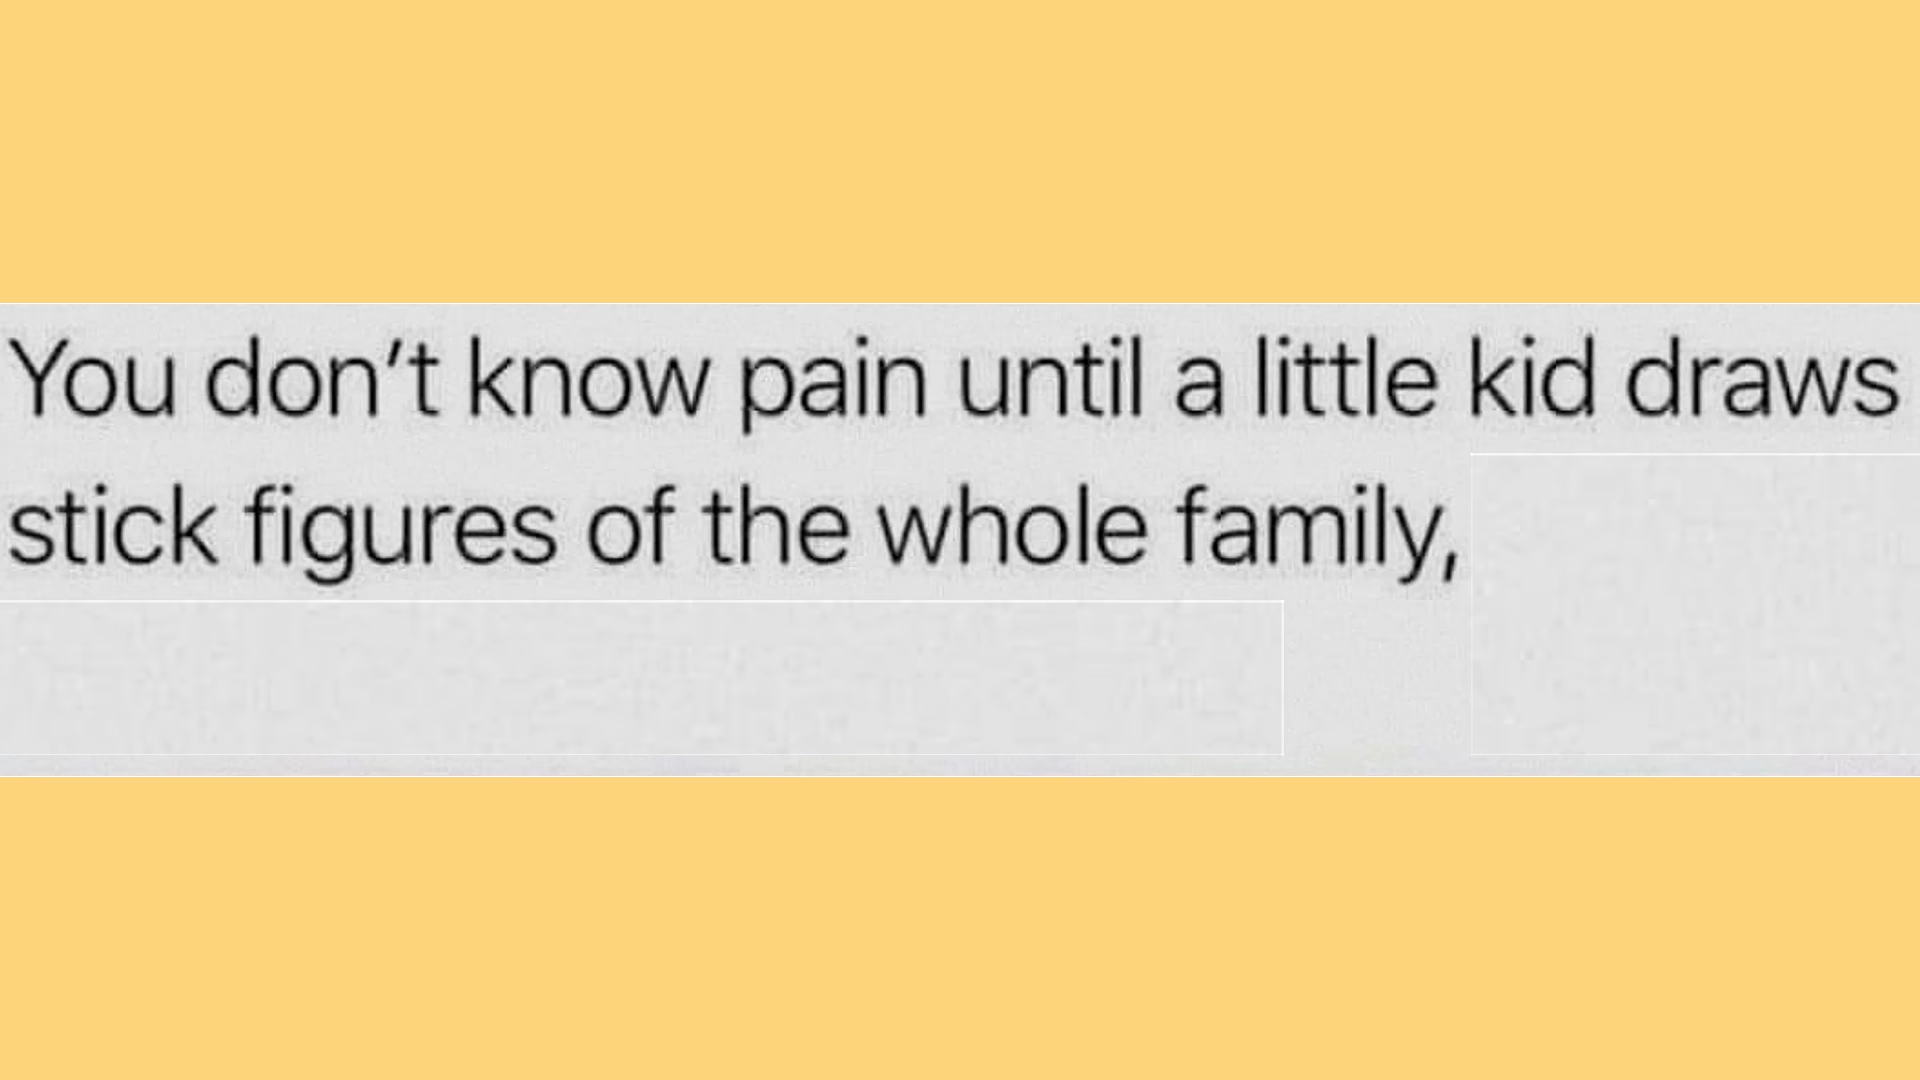 You don’t know pain until a little kid draws
stick figures of the whole family,